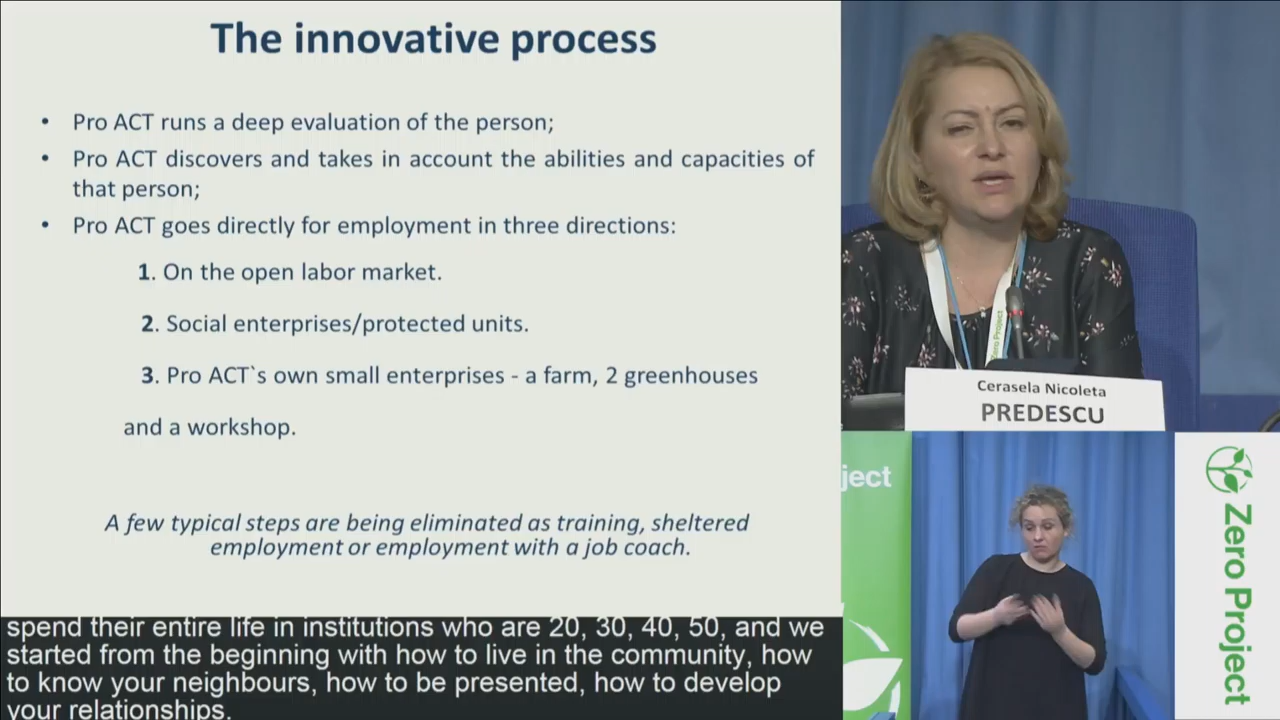 The innovative process
• Pro ACT runs a deep evaluation of the person;
• Pro ACT discovers and takes in account the abilities and capacities of
that person;
• Pro ACT goes directly for employment in three directions:
1. On the open labor market.
2. Social enterprises/protected units.
3. Pro ACT`s own small enterprises - a farm, 2 greenhouses
and a workshop.
A few typical steps are being eliminated as training, sheltered
employment or employment with a job coach.
spend their entire life in institutions who are 20, 30, 40, 50, and we
started from the beginning with how to live in the community, how
to know your neighbours, how to be presented, how to develop
your relationships.
Zero Project
Cerasela Nicoleta
PREDESCU
ject
Zero Project